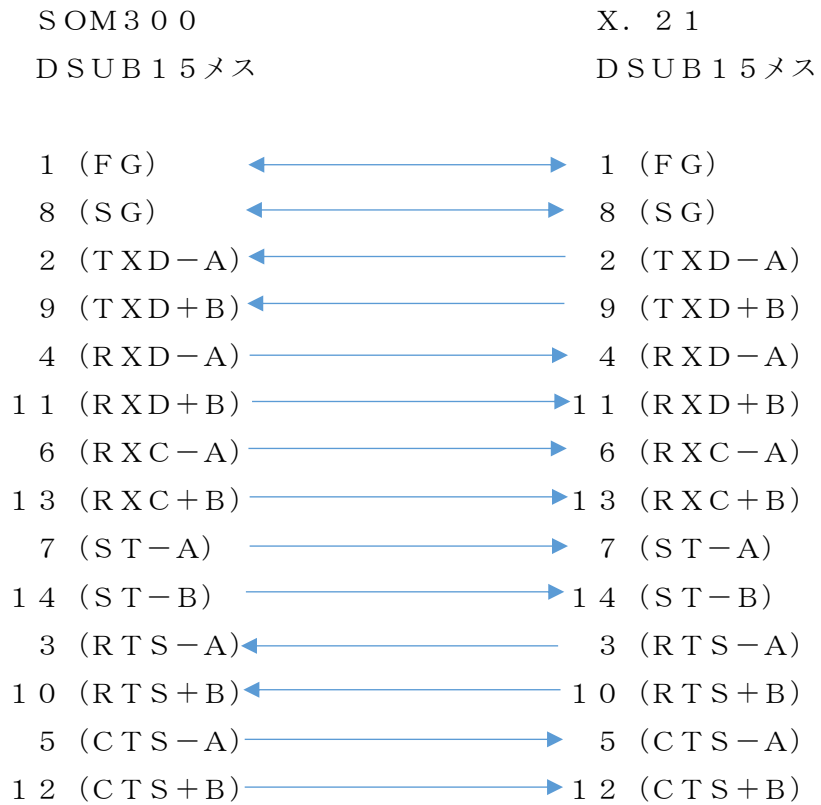 ＳＯＭ３００　Ｘ．２１
ＤＳＵＢ１５メス　ＤＳＵＢ１５メス
１（ＦＧ）　１（ＦＧ）
８（ＳＧ）　８（ＳＧ）
２（ＴＸＤ－Ａ）　２（ＴＸＤ－Ａ）
９（ＴＸＤ＋Ｂ）　９（ＴＸＤ＋Ｂ）
４（ＲＸＤ－Ａ）　４（ＲＸＤ－Ａ）
１１（ＲＸＤ＋Ｂ）　１１（ＲＸＤ＋Ｂ）
６（ＲＸＣ－Ａ）　６（ＲＸＣ－Ａ）
１３（ＲＸＣ＋Ｂ）　１３（ＲＸＣ＋Ｂ）
７（ＳＴ－Ａ）　７（ＳＴ－Ａ）
１４（ＳＴ－Ｂ）　１４（ＳＴ－Ｂ）
３（ＲＴＳ－Ａ）　３（ＲＴＳ－Ａ）
１０（ＲＴＳ＋Ｂ）　１０（ＲＴＳ＋Ｂ）
５（ＣＴＳ－Ａ）　５（ＣＴＳ－Ａ）
１２（ＣＴＳ＋Ｂ）　１２（ＣＴＳ＋Ｂ）